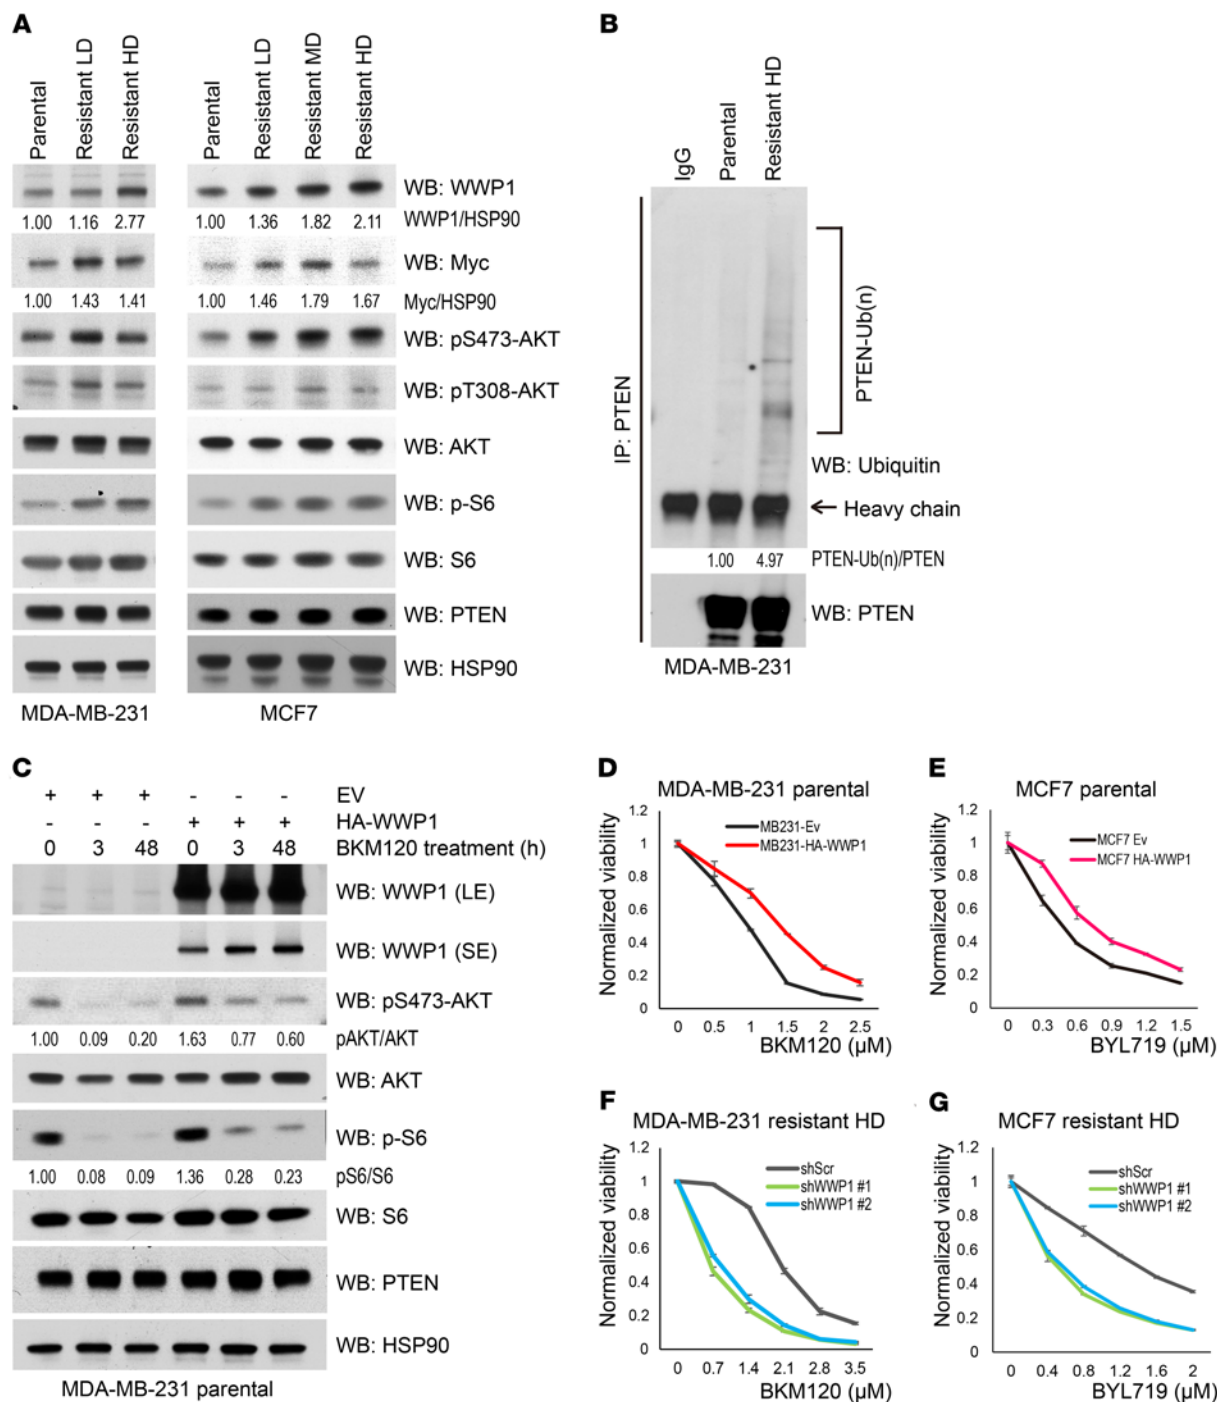 A
Parental
Resistant LD
Resistant HD
Parental
Resistant LD
Resistant MD
Resistant HD
WB: WWP1
1.00 1.16 2.77 1.00 1.36 1.82 2.11 WWP1/HSP90
WB: Myc
1.00 1.43 1.41 1.00 1.46 1.79 1.67 Myc/HSP90
WB: pS473-AKT
WB: pT308-AKT
WB: AKT
WB: p-S6
WB: S6
WB: PTEN
WB: HSP90
MDA-MB-231 MCF7
B
IgG
Parental
Resistant HD
IP: PTEN
PTEN-Ub(n)
WB: Ubiquitin
← Heavy chain
1.00 4.97 PTEN-Ub(n)/PTEN
WB: PTEN
MDA-MB-231
C
+ + + - - - EV
- - - + + + HA-WWP1
0 3 48 0 3 48 BKM120 treatment (h)
WB: WWP1 (LE)
WB: WWP1 (SE)
WB: pS473-AKT
1.00 0.09 0.20 1.63 0.77 0.60 pAKT/AKT
WB: AKT
WB: p-S6
1.00 0.08 0.09 1.36 0.28 0.23 pS6/S6
WB: S6
WB: PTEN
WB: HSP90
MDA-MB-231 parental
D
MDA-MB-231 parental
Normalized viability
1.2
1
0.8
0.6
0.4
0.2
0
MB231-Ev
MB231-HA-WWP1
0 0.5 1 1.5 2 2.5
BKM120 (µM)
E
MCF7 parental
Normalized viability
1.2
1
0.8
0.6
0.4
0.2
0
MCF7 Ev
MCF7 HA-WWP1
0 0.3 0.6 0.9 1.2 1.5
BYL719 (µM)
F
MDA-MB-231 resistant HD
Normalized viability
1.2
1
0.8
0.6
0.4
0.2
0
shScr
shWWP1 #1
shWWP1 #2
0 0.7 1.4 2.1 2.8 3.5
BKM120 (µM)
G
MCF7 resistant HD
Normalized viability
1.2
1
0.8
0.6
0.4
0.2
0
shScr
shWWP1 #1
shWWP1 #2
0 0.4 0.8 1.2 1.6 2
BYL719 (µM)